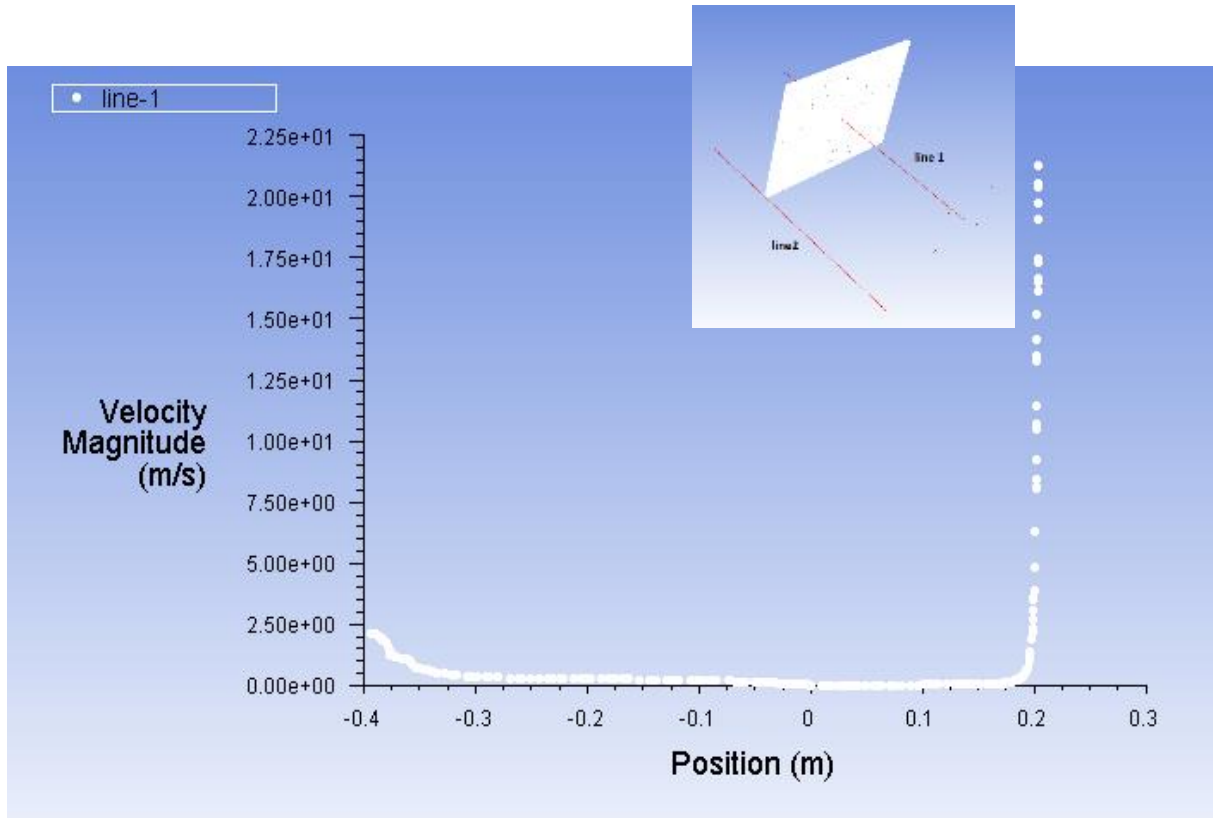 line-1
line 1
line2
2.25e+01
2.00e+01
1.75e+01
1.50e+01
1.25e+01
1.00e+01
7.50e+00
5.00e+00
2.50e+00
0.00e+00
Velocity
Magnitude
(m/s)
-0.4 -0.3 -0.2 -0.1 0 0.1 0.2 0.3
Position (m)